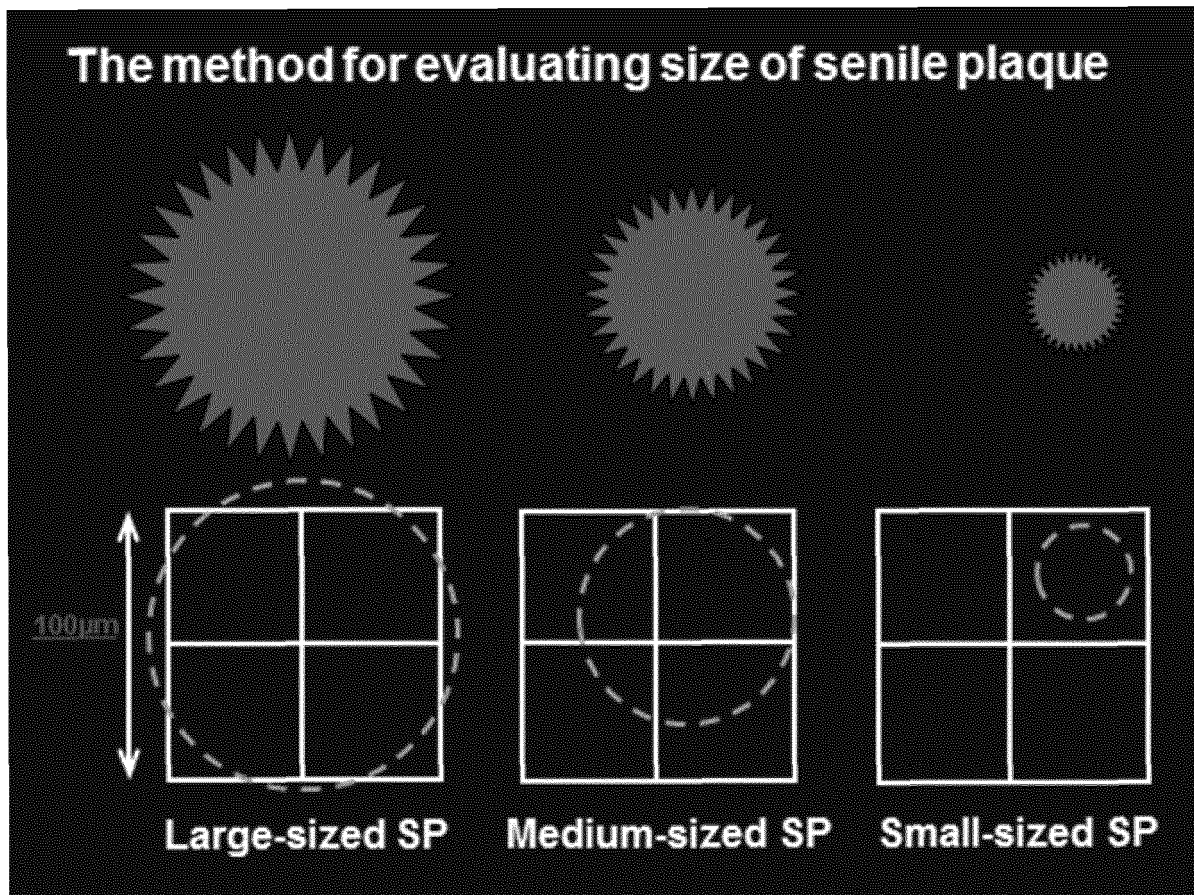 The method for evaluating size of senile plaque
100μm
Large-sized SP
Medium-sized SP
Small-sized SP